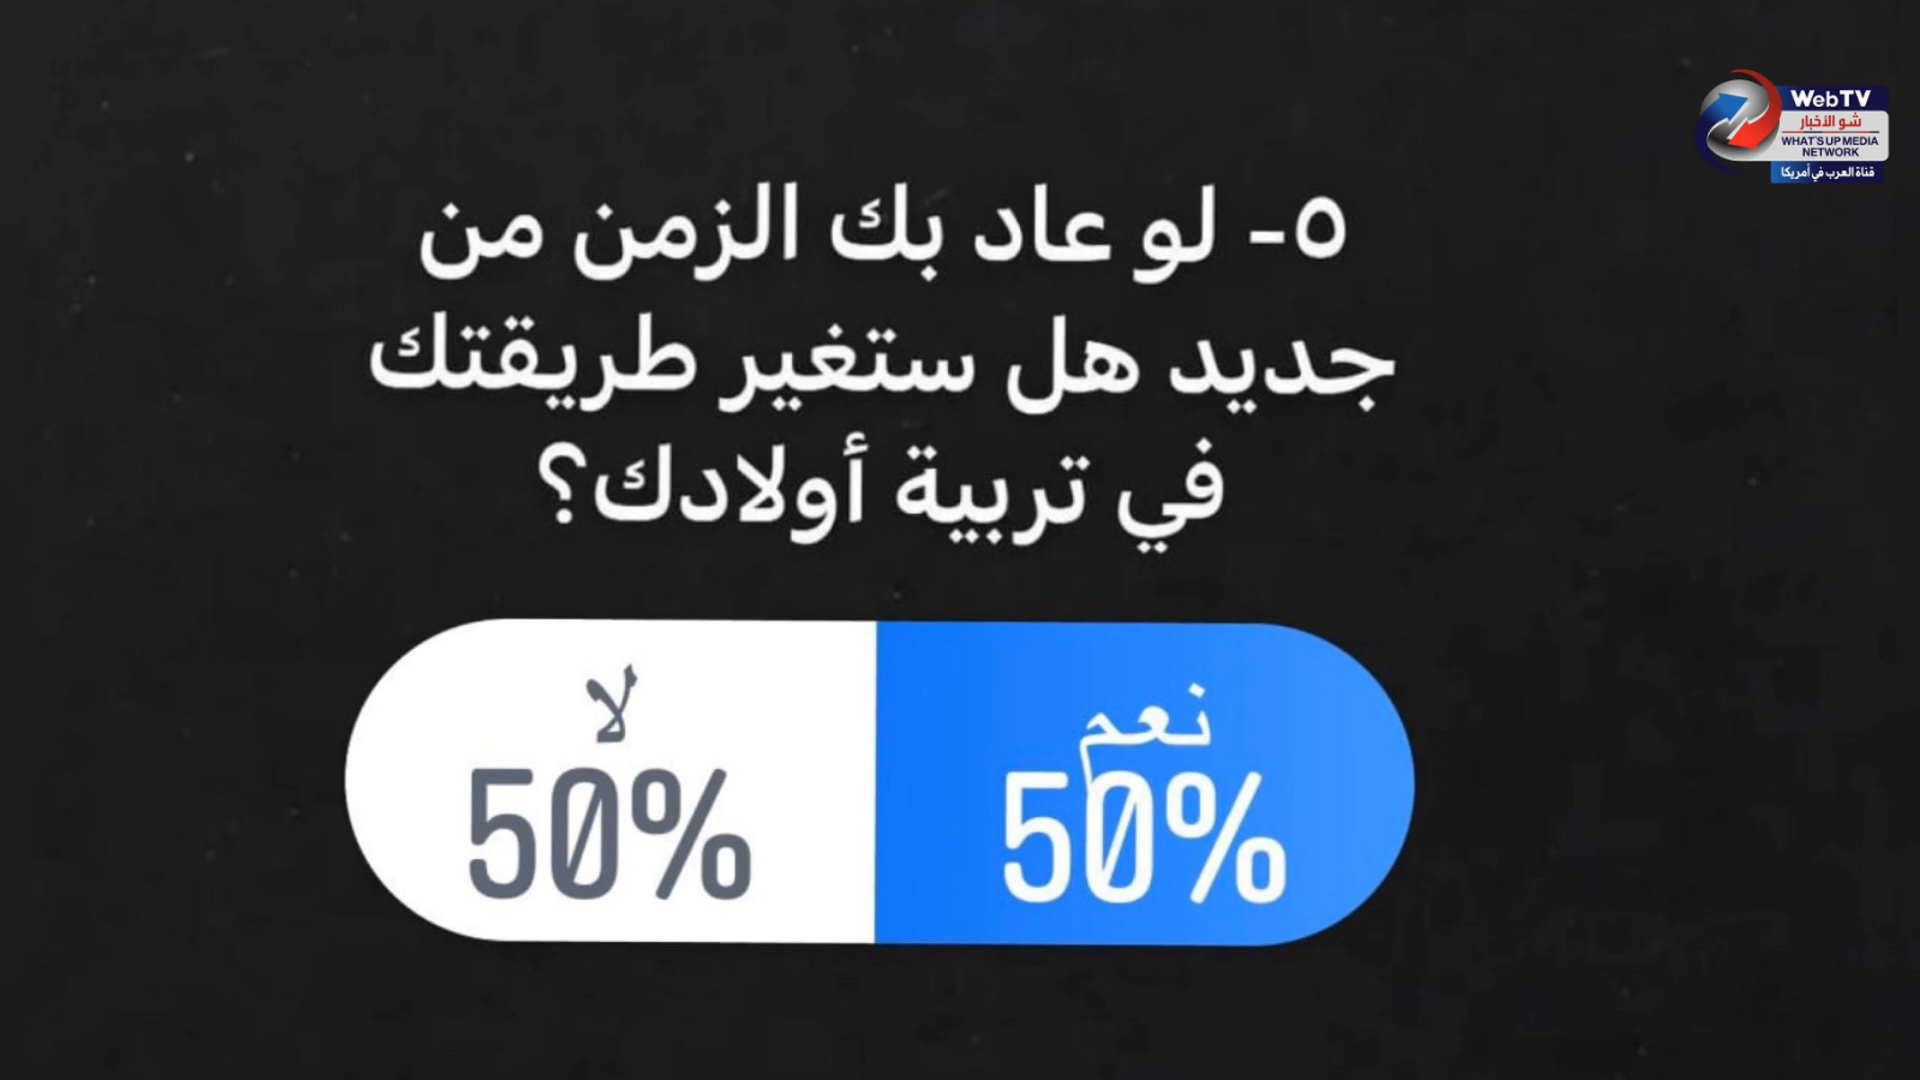 WebTV
شو الأخبار
WHAT'S UP MEDIA
NETWORK
قناة العرب في أمريكا
٥- لو عاد بك الزمن من
جديد هل ستغير طريقتك
في تربية أولادك؟
نعم
50%
لا
50%